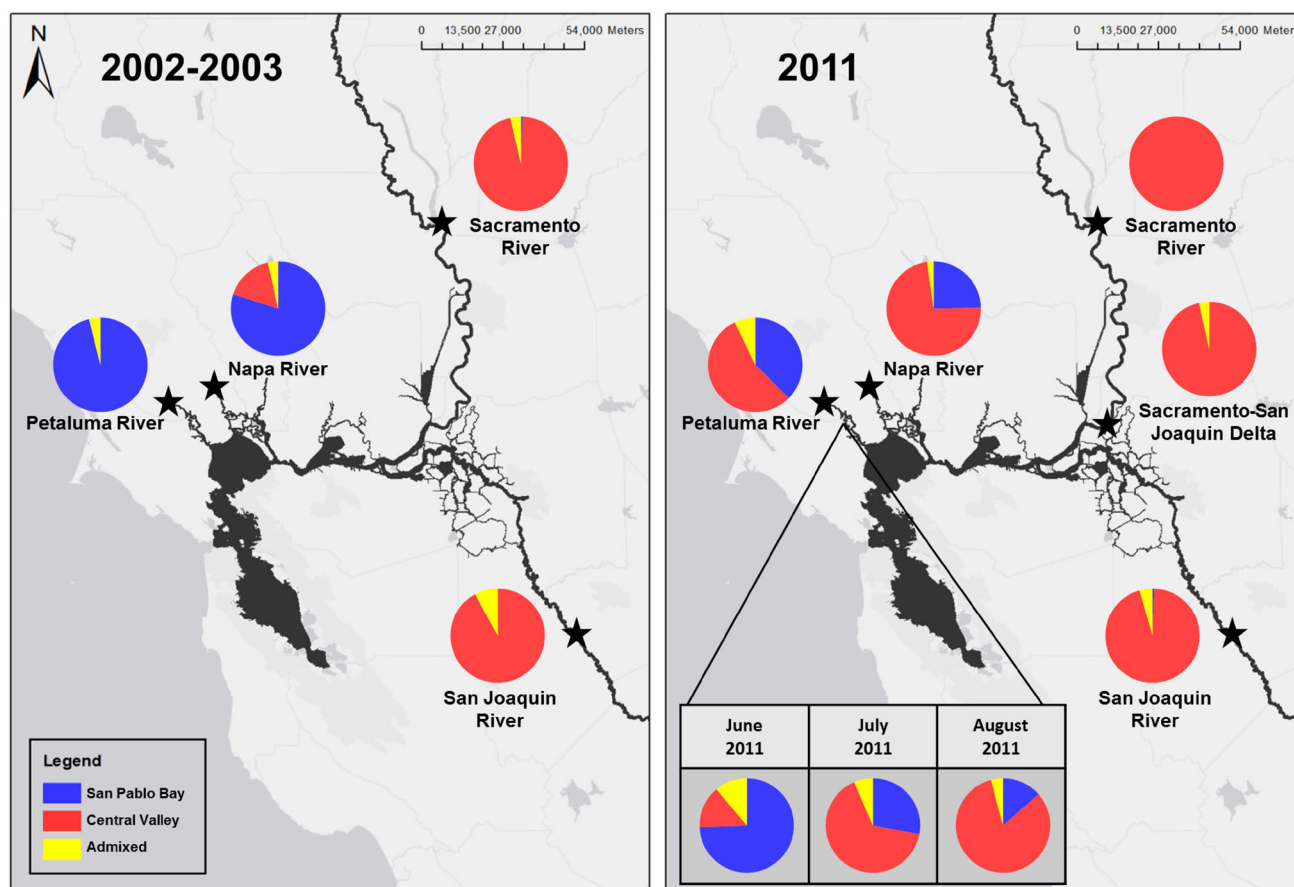 N
2002-2003
0 13,500 27,000 54,000 Meters
Sacramento
River
Napa River
Petaluma River
San Joaquin
River
Legend
San Pablo Bay
Central Valley
Admixed
2011
0 13,500 27,000 54,000 Meters
Sacramento
River
Napa River
Petaluma River
Sacramento-San
Joaquin Delta
San Joaquin
River
June
2011
July
2011
August
2011